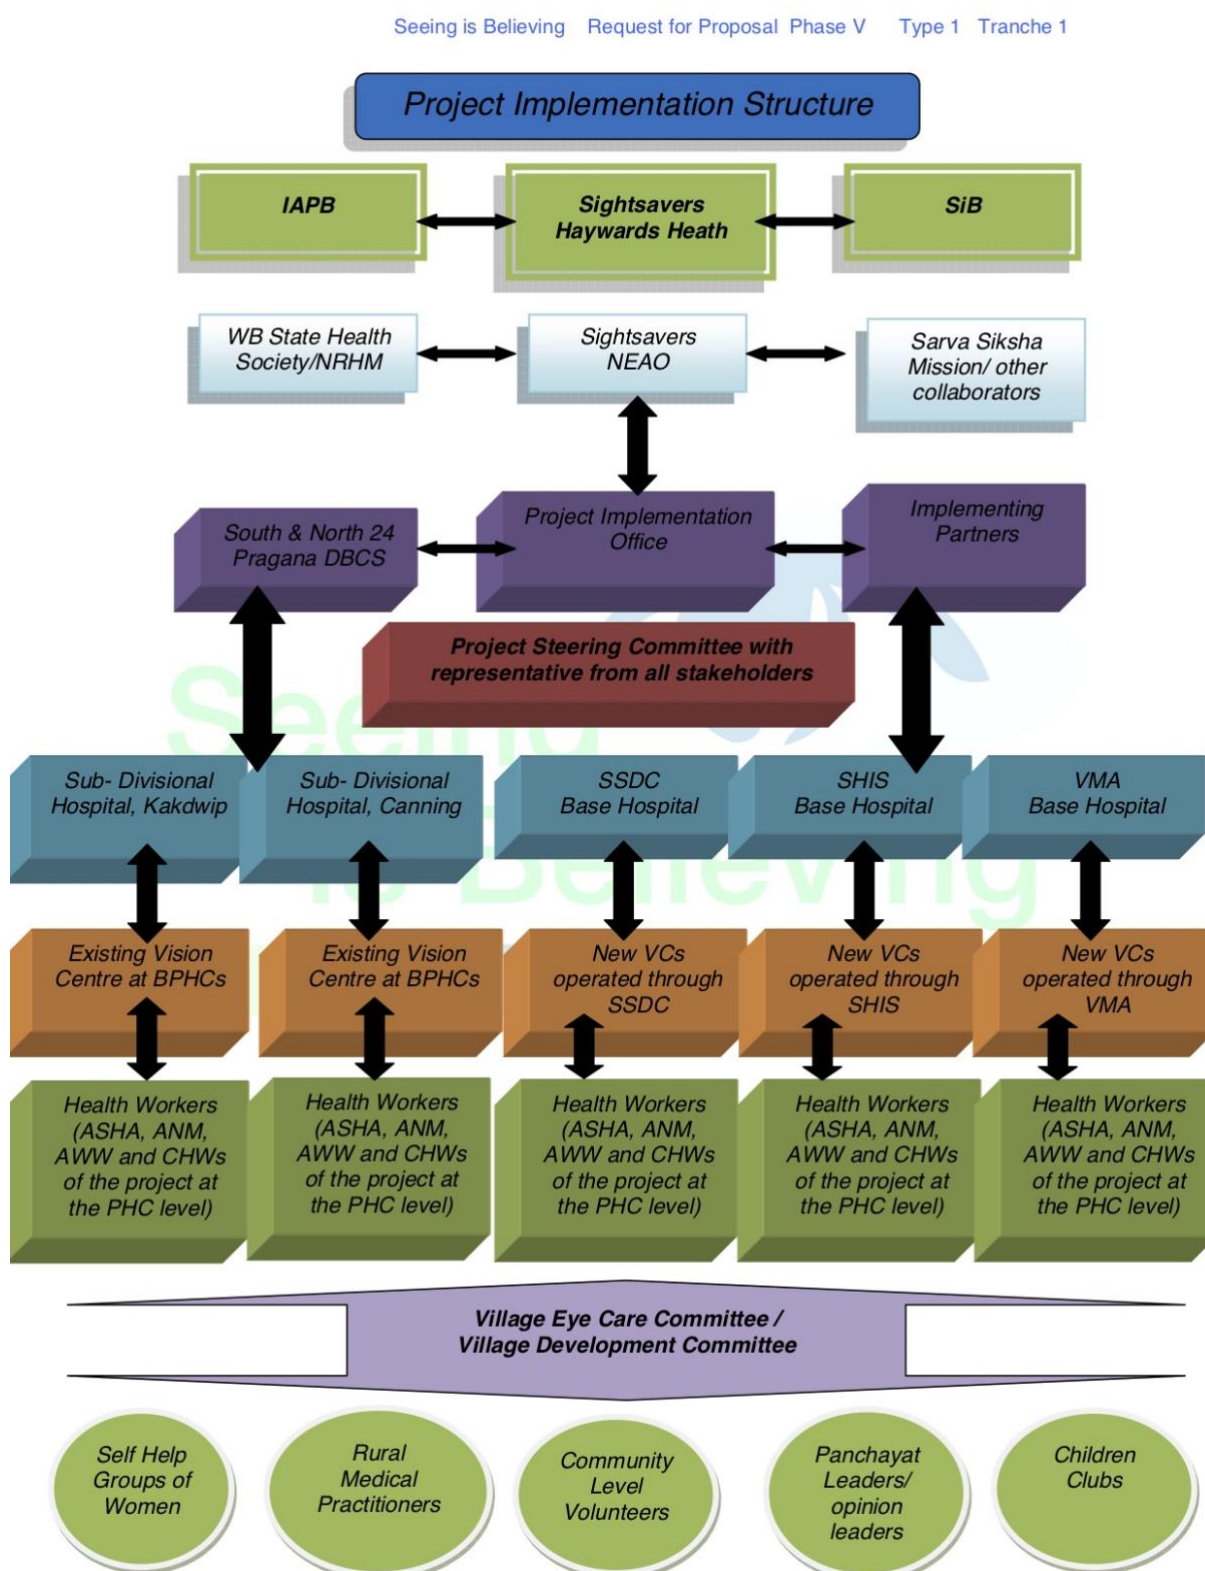 Seeing is Believing Request for Proposal Phase V Type 1 Tranche 1
Project Implementation Structure
IAPB
Sightsavers
Haywards Heath
SiB
WB State Health
Society/NRHM
Sightsavers
NEAO
Sarva Siksha
Mission/ other
collaborators
South & North 24
Pragana DBCS
Project Implementation
Office
Implementing
Partners
Project Steering Committee with
representative from all stakeholders
Seeing
is Believing
Sub- Divisional
Hospital, Kakdwip
Sub- Divisional
Hospital, Canning
SSDC
Base Hospital
SHIS
Base Hospital
VMA
Base Hospital
Existing Vision
Centre at BPHCs
Existing Vision
Centre at BPHCs
New VCs
operated through
SSDC
New VCs
operated through
SHIS
New VCs
operated through
VMA
Health Workers
(ASHA, ANM,
AWW and CHWs
of the project at
the PHC level)
Health Workers
(ASHA, ANM,
AWW and CHWs
of the project at
the PHC level)
Health Workers
(ASHA, ANM,
AWW and CHWs
of the project at
the PHC level)
Health Workers
(ASHA, ANM,
AWW and CHWs
of the project at
the PHC level)
Health Workers
(ASHA, ANM,
AWW and CHWs
of the project at
the PHC level)
Village Eye Care Committee /
Village Development Committee
Self Help
Groups of
Women
Rural
Medical
Practitioners
Community
Level
Volunteers
Panchayat
Leaders/
opinion
leaders
Children
Clubs